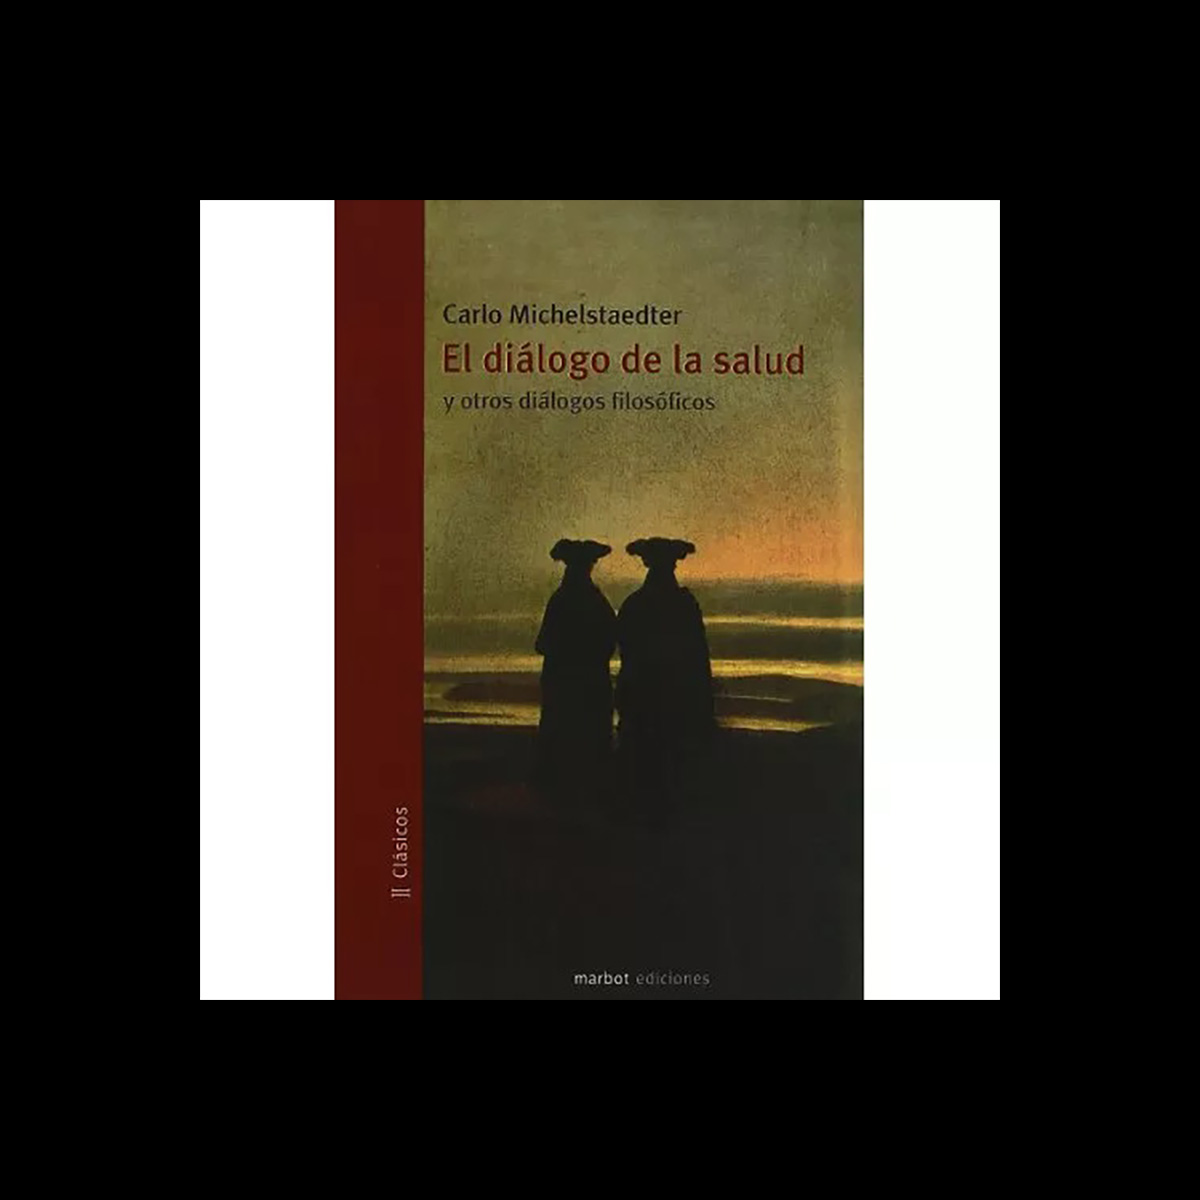 Carlo Michelstaedter
El diálogo de la salud
y otros diálogos filosóficos
Clásicos
marbot ediciones